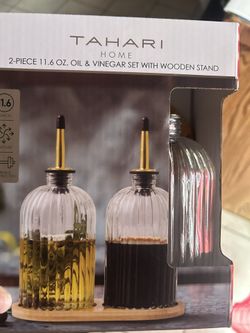 TAHARI
HOME
2-PIECE 11.6 OZ. OIL & VINEGAR SET WITH WOODEN STAND
11.6